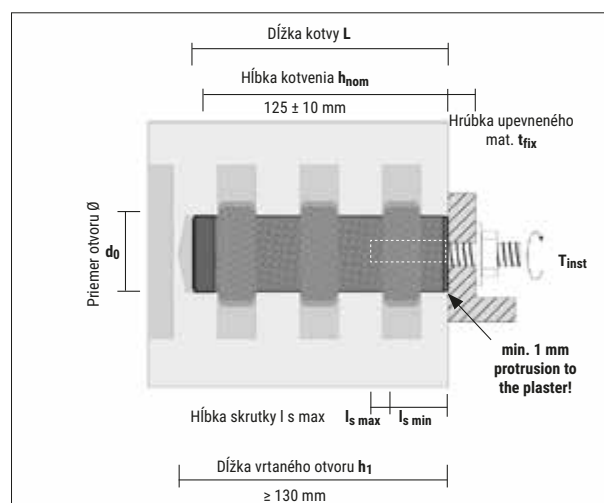 Dĺžka kotvy L
Hĺbka kotvenia hnom
125 ± 10 mm
Hrúbka upevneného
mat. tfix
Priemer otvoru Ø
d0
Tinst
min. 1 mm
protrusion to
the plaster!
Hĺbka skrutky l s max
ls max
ls min
Dĺžka vrtaného otvoru h1
≥ 130 mm